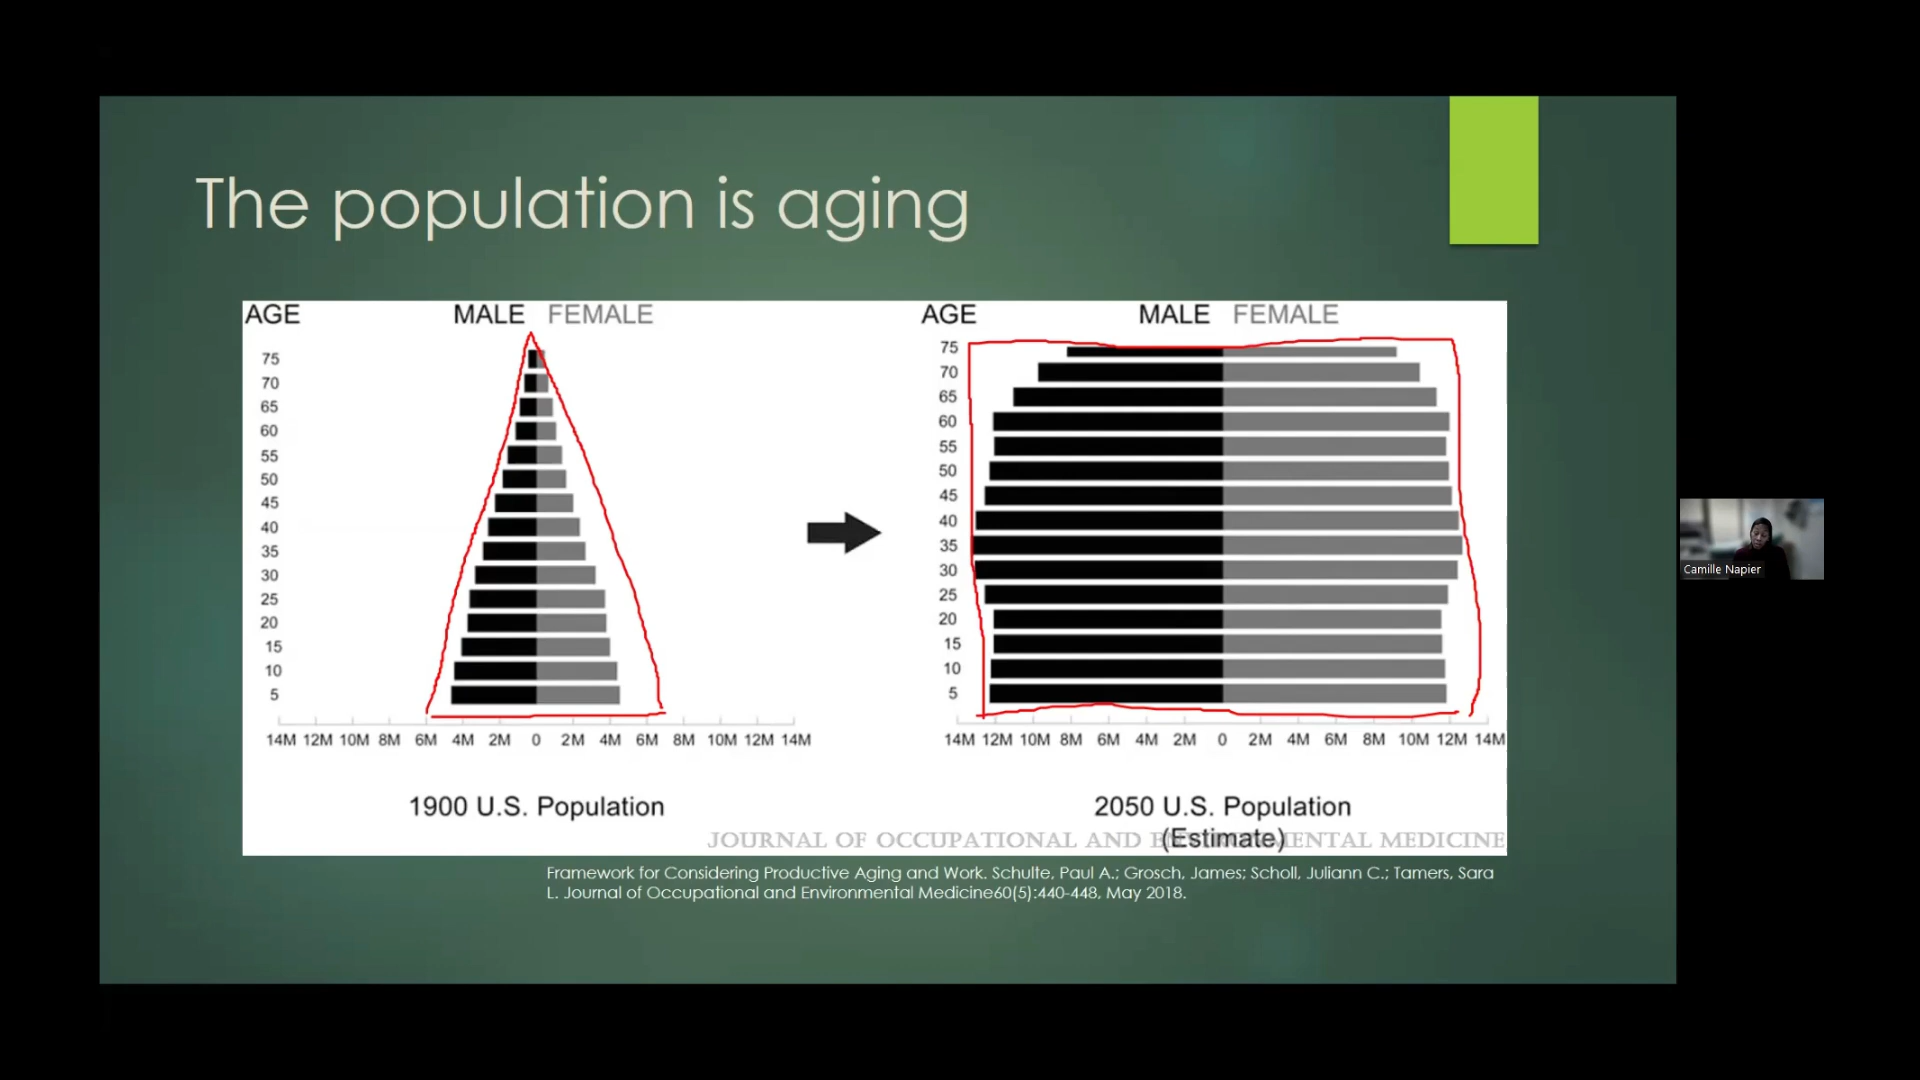 The population is aging
AGE MALE FEMALE
75
70
65
60
55
50
45
40
35
30
25
20
15
10
5
14M 12M 10M 8M 6M 4M 2M 0 2M 4M 6M 8M 10M 12M 14M
1900 U.S. Population
AGE MALE FEMALE
75
70
65
60
55
50
45
40
35
30
25
20
15
10
5
14M 12M 10M 8M 6M 4M 2M 0 2M 4M 6M 8M 10M 12M 14M
2050 U.S. Population
(Estimate)
JOURNAL OF OCCUPATIONAL AND ENVIRONMENTAL MEDICINE
Framework for Considering Productive Aging and Work. Schulte, Paul A.; Grosch, James; Scholl, Juliann C.; Tamers, Sara
L. Journal of Occupational and Environmental Medicine60(5):440-448, May 2018.
Camille Napier